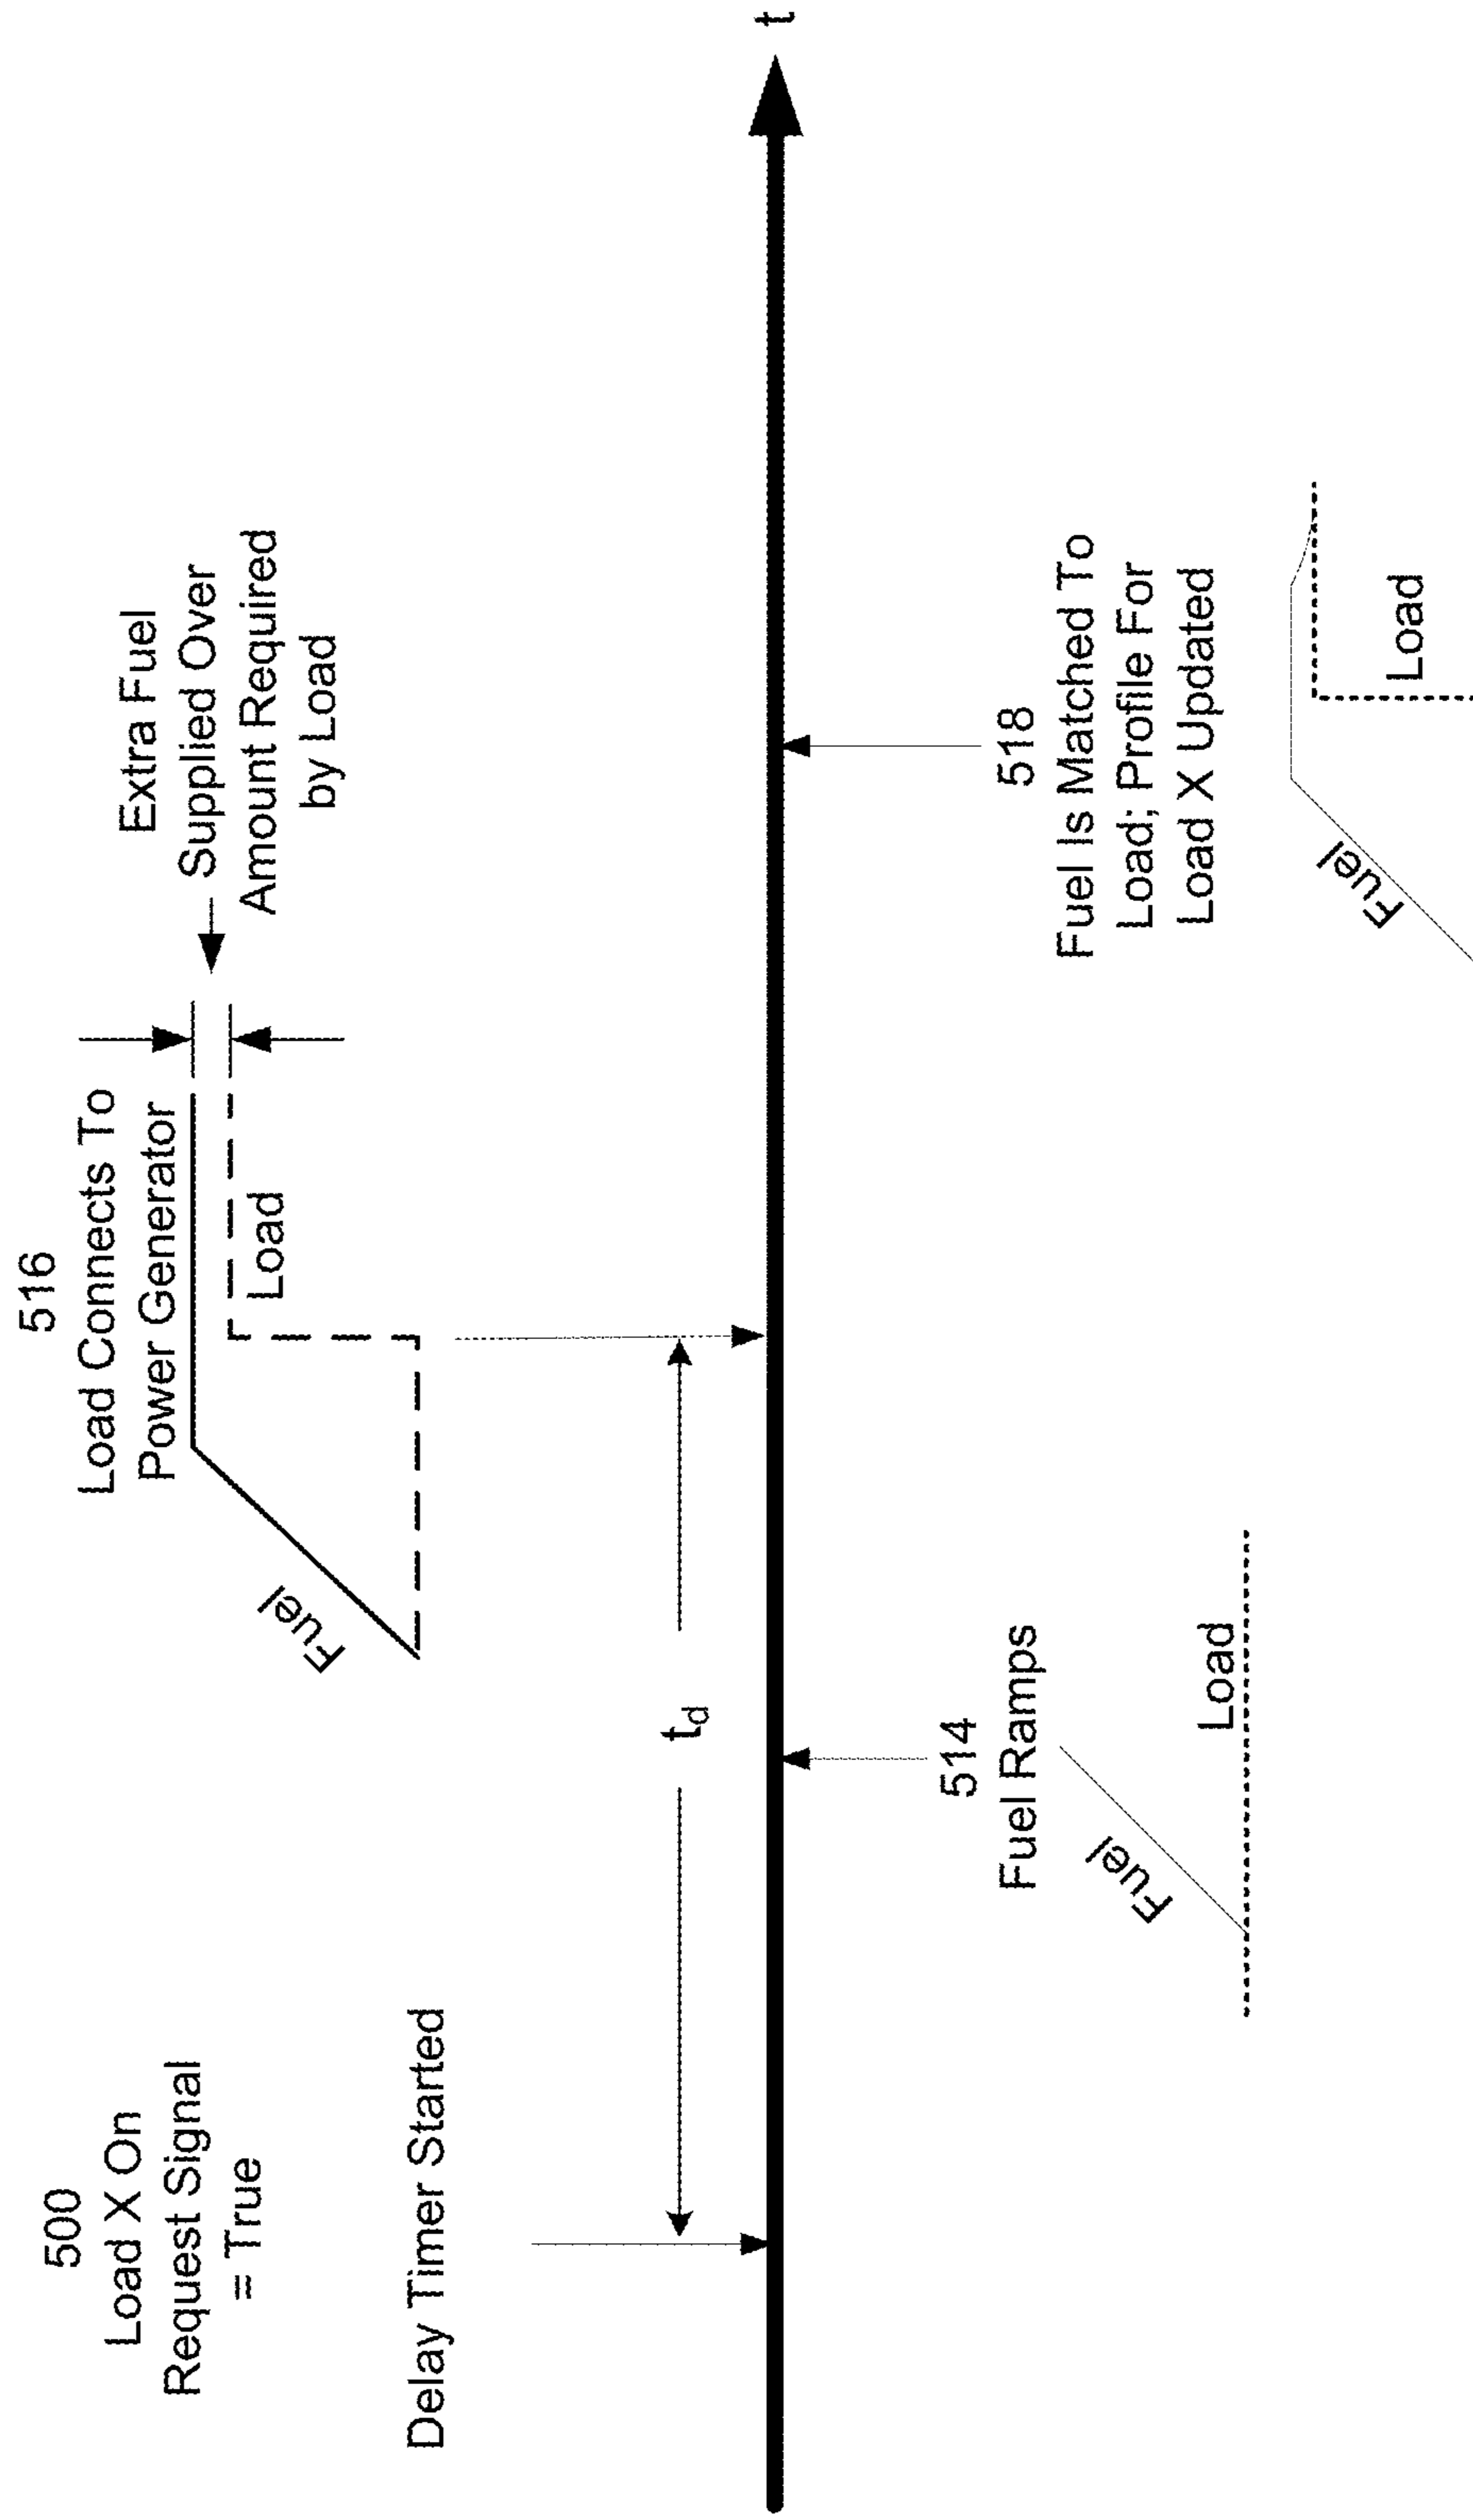 500
Load X On
Request Signal
= True
Delay Timer Started
516
Load Connects To
Power Generator
Fuel
Load
Extra Fuel
Supplied Over
Amount Required
by Load
td
t
514
Fuel Ramps
Fuel
Load
518
Fuel Is Matched To
Load; Profile For
Load X Updated
Fuel
Load